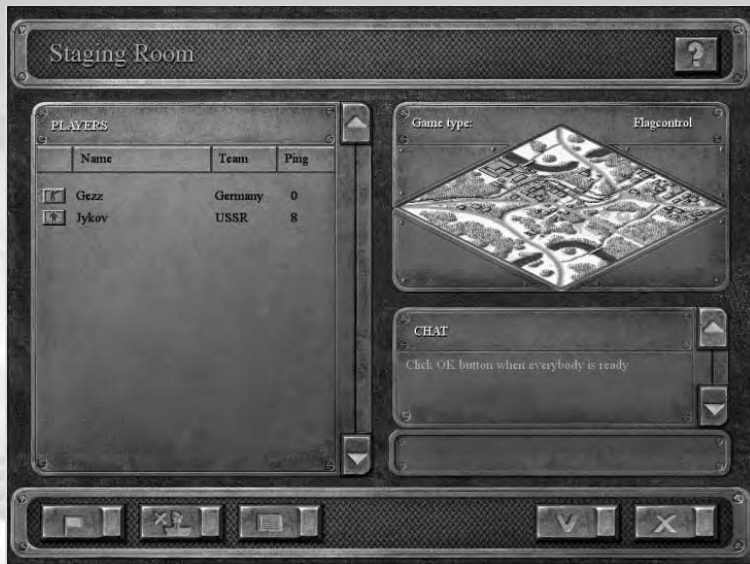 Staging Room
?
PLAYERS
Name Team Ping
Gezz Germany 0
Jykov USSR 8
Game type: Flagcontrol
CHAT
Click OK button when everybody is ready